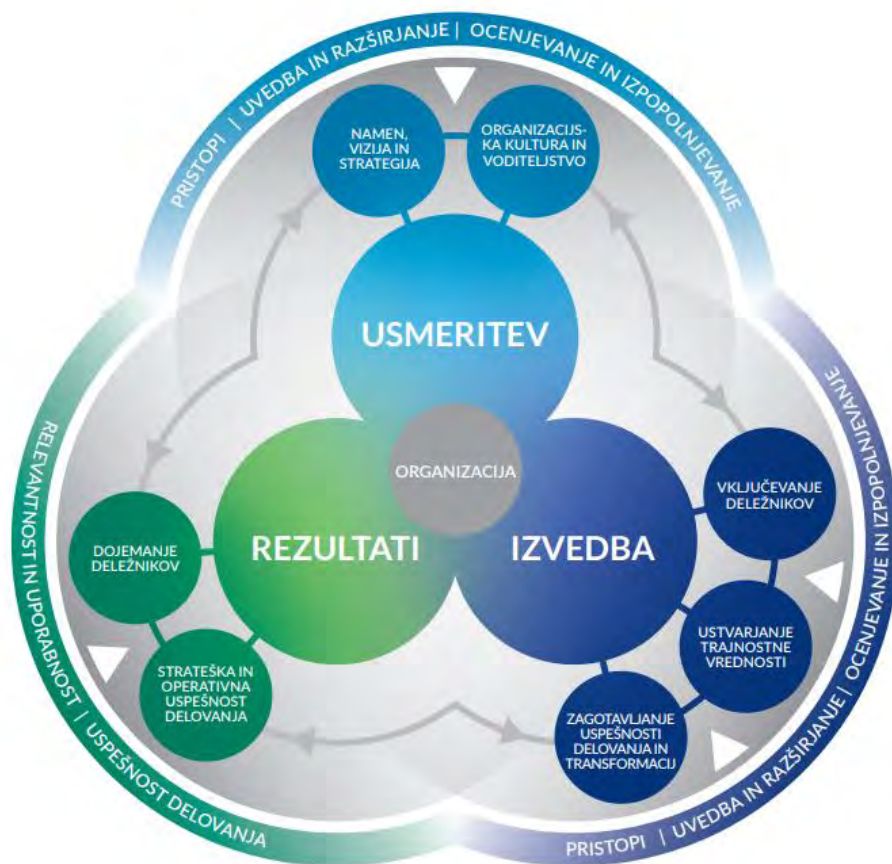 PRISTOPI | UVEDBA IN RAZŠIRJANJE | OCENJEVANJE IN IZPOPOLNJEVANJE
NAMEN,
VIZIJA IN
STRATEGIJA
ORGANIZACIJS-
KA KULTURA IN
VODITELJSTVO
USMERITEV
ORGANIZACIJA
REZULTATI
IZVEDBA
VKLJUČEVANJE
DELEŽNIKOV
USTVARJANJE
TRAJNOSTNE
VREDNOSTI
ZAGOTAVLJANJE
USPEŠNOSTI
DELOVANJA IN
TRANSFORMACIJ
DOJEMANJE
DELEŽNIKOV
STRATEŠKA IN
OPERATIVNA
USPEŠNOST
DELOVANJA
RELEVANTNOST IN UPORABNOST | USPEŠNOST DELOVANJA
PRISTOPI | UVEDBA IN RAZŠIRJANJE | OCENJEVANJE IN IZPOPOLNJEVANJE